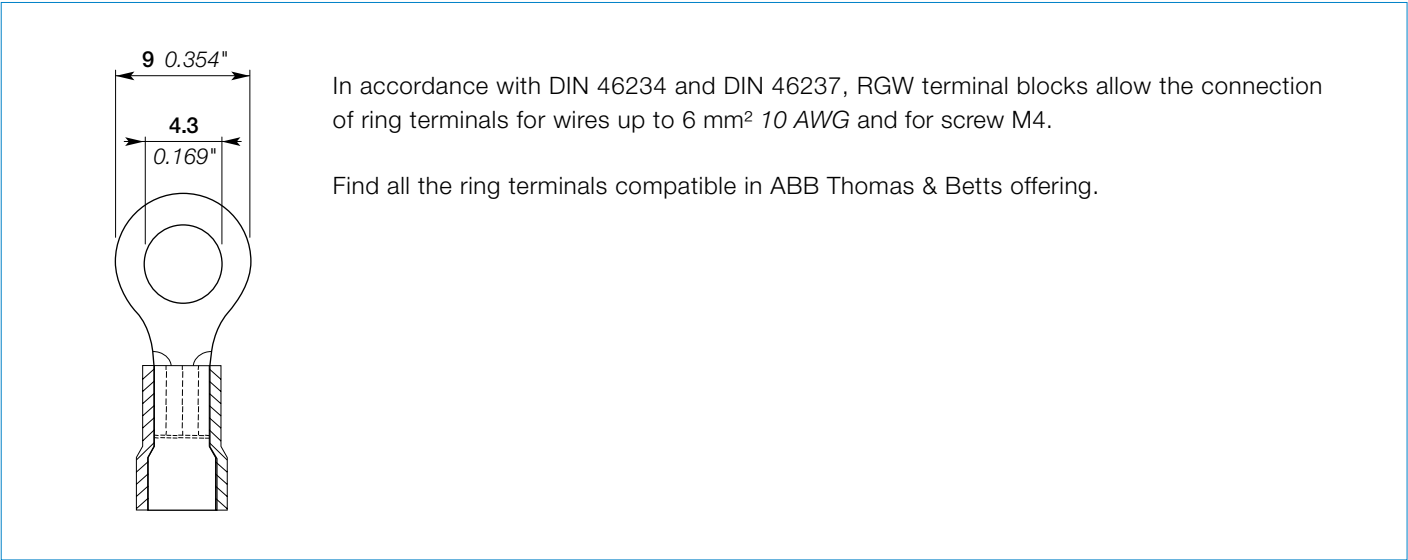 9 0.354"
4.3
0.169"
In accordance with DIN 46234 and DIN 46237, RGW terminal blocks allow the connection
of ring terminals for wires up to 6 mm² 10 AWG and for screw M4.
Find all the ring terminals compatible in ABB Thomas & Betts offering.